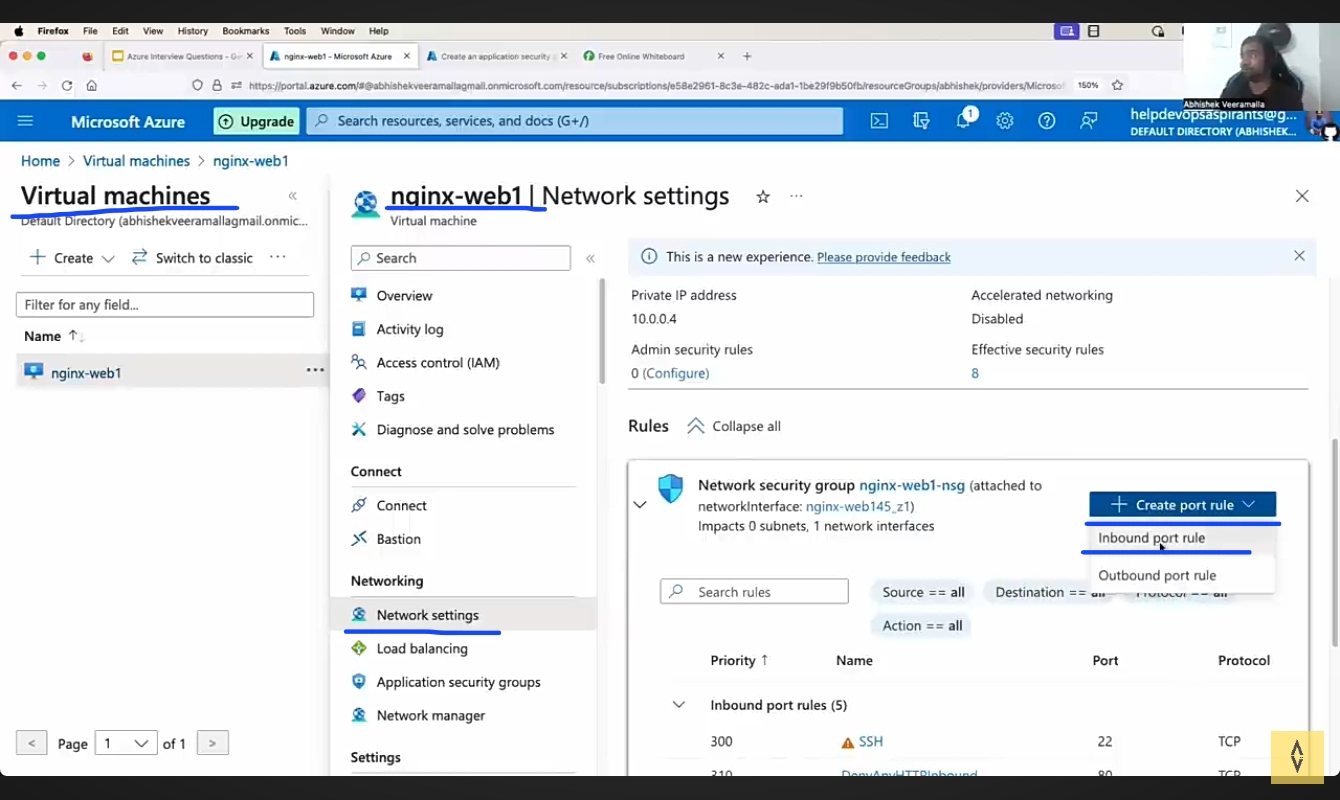 Firefox File Edit View History Bookmarks Tools Window Help
Azure Interview Questions - G
nginx-web1 - Microsoft Azure
Create an application security g
Free Online Whiteboard
https://portal.azure.com/#@abhishekveeramallagmail.onmicrosoft.com/resource/subscriptions/e58e2961-8c3e-482c-ada1-1be29f9b50fb/resourceGroups/abhishek/providers/Microso
150%
Abhishek Veeramalla
Microsoft Azure
Upgrade
Search resources, services, and docs (G+/)
1
helpdevopsaspirants@g...
DEFAULT DIRECTORY (ABHISHEK...
Home > Virtual machines > nginx-web1
Virtual machines
Default Directory (abhishekveeramallagmail.onmic...
+ Create
Switch to classic
...
Filter for any field...
Name ↑↓
nginx-web1
...
< Page 1 of 1 >
nginx-web1 | Network settings
...
Virtual machine
Search
Overview
Activity log
Access control (IAM)
Tags
Diagnose and solve problems
Connect
Connect
Bastion
Networking
Network settings
Load balancing
Application security groups
Network manager
Settings
This is a new experience. Please provide feedback
Private IP address
10.0.0.4
Accelerated networking
Disabled
Admin security rules
0 (Configure)
Effective security rules
8
Rules
Collapse all
Network security group nginx-web1-nsg (attached to
networkInterface: nginx-web145_z1)
Impacts 0 subnets, 1 network interfaces
+ Create port rule
Inbound port rule
Outbound port rule
Search rules
Source == all
Destination == all
Protocol == all
Action == all
Priority ↑ Name Port Protocol
Inbound port rules (5)
300 SSH 22 TCP
310 DenyAnyHTTPInbound 80 TCP